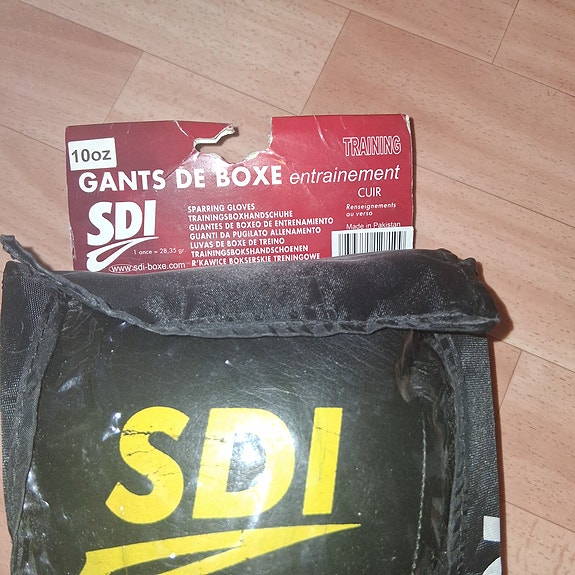 10oz
TRAINING
GANTS DE BOXE entrainement
CUIR
SDI
SPARRING GLOVES
TRAININGSBOXHANDSCHUHE
GUANTES DE BOXEO DE ENTRENAMIENTO
GUANTI DA PUGILATO ALLENAMENTO
LUVAS DE BOXE DE TREINO
TRAININGSBOKSHANDSCHOENEN
R'KAWICE BOKSERSKIE TRENINGOWE
Renseignements
au verso
Made in Pakistan
1 once = 28,35 gr
www.sdi-boxe.com
SDI